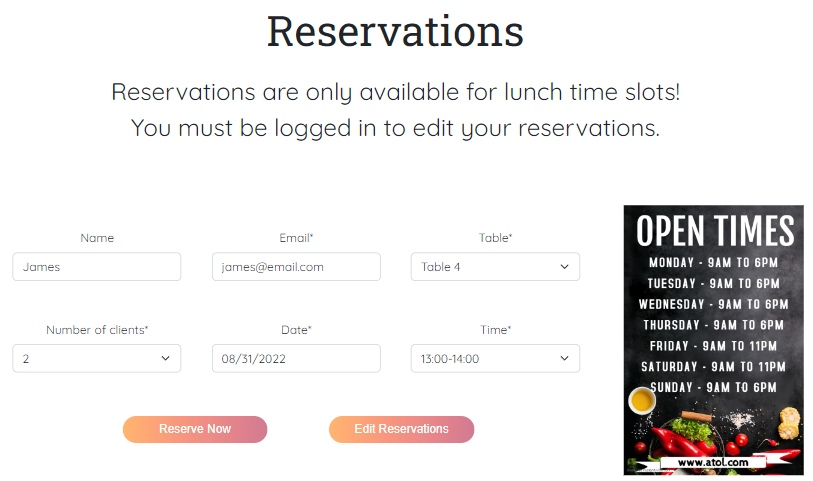 Reservations
Reservations are only available for lunch time slots!
You must be logged in to edit your reservations.
Name
Email*
Table*
James
james@email.com
Table 4
Number of clients*
Date*
Time*
2
08/31/2022
13:00-14:00
Reserve Now
Edit Reservations
OPEN TIMES
MONDAY - 9AM TO 6PM
TUESDAY - 9AM TO 6PM
WEDNESDAY - 9AM TO 6PM
THURSDAY - 9AM TO 6PM
FRIDAY - 9AM TO 11PM
SATURDAY - 9AM TO 11PM
SUNDAY - 9AM TO 6PM
www.atol.com